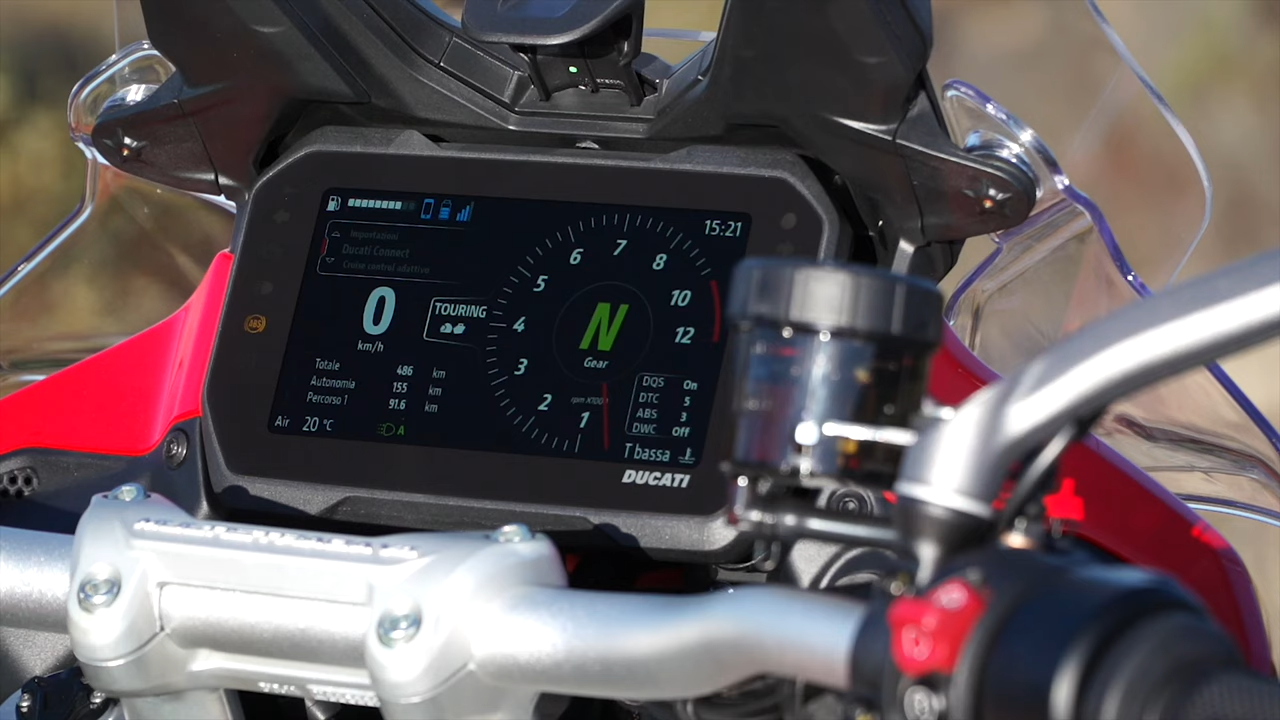 15:21
Impostazioni
Ducati Connect
Cruise control adattivo
0
km/h
TOURING
1
2
3
4
5
6
7
8
10
12
N
Gear
rpm X1000
Totale 486 km
Autonomia 155 km
Percorso 1 91.6 km
Air 20 °C
A
DQS On
DTC 5
ABS 3
DWC Off
T bassa
DUCATI
ABS